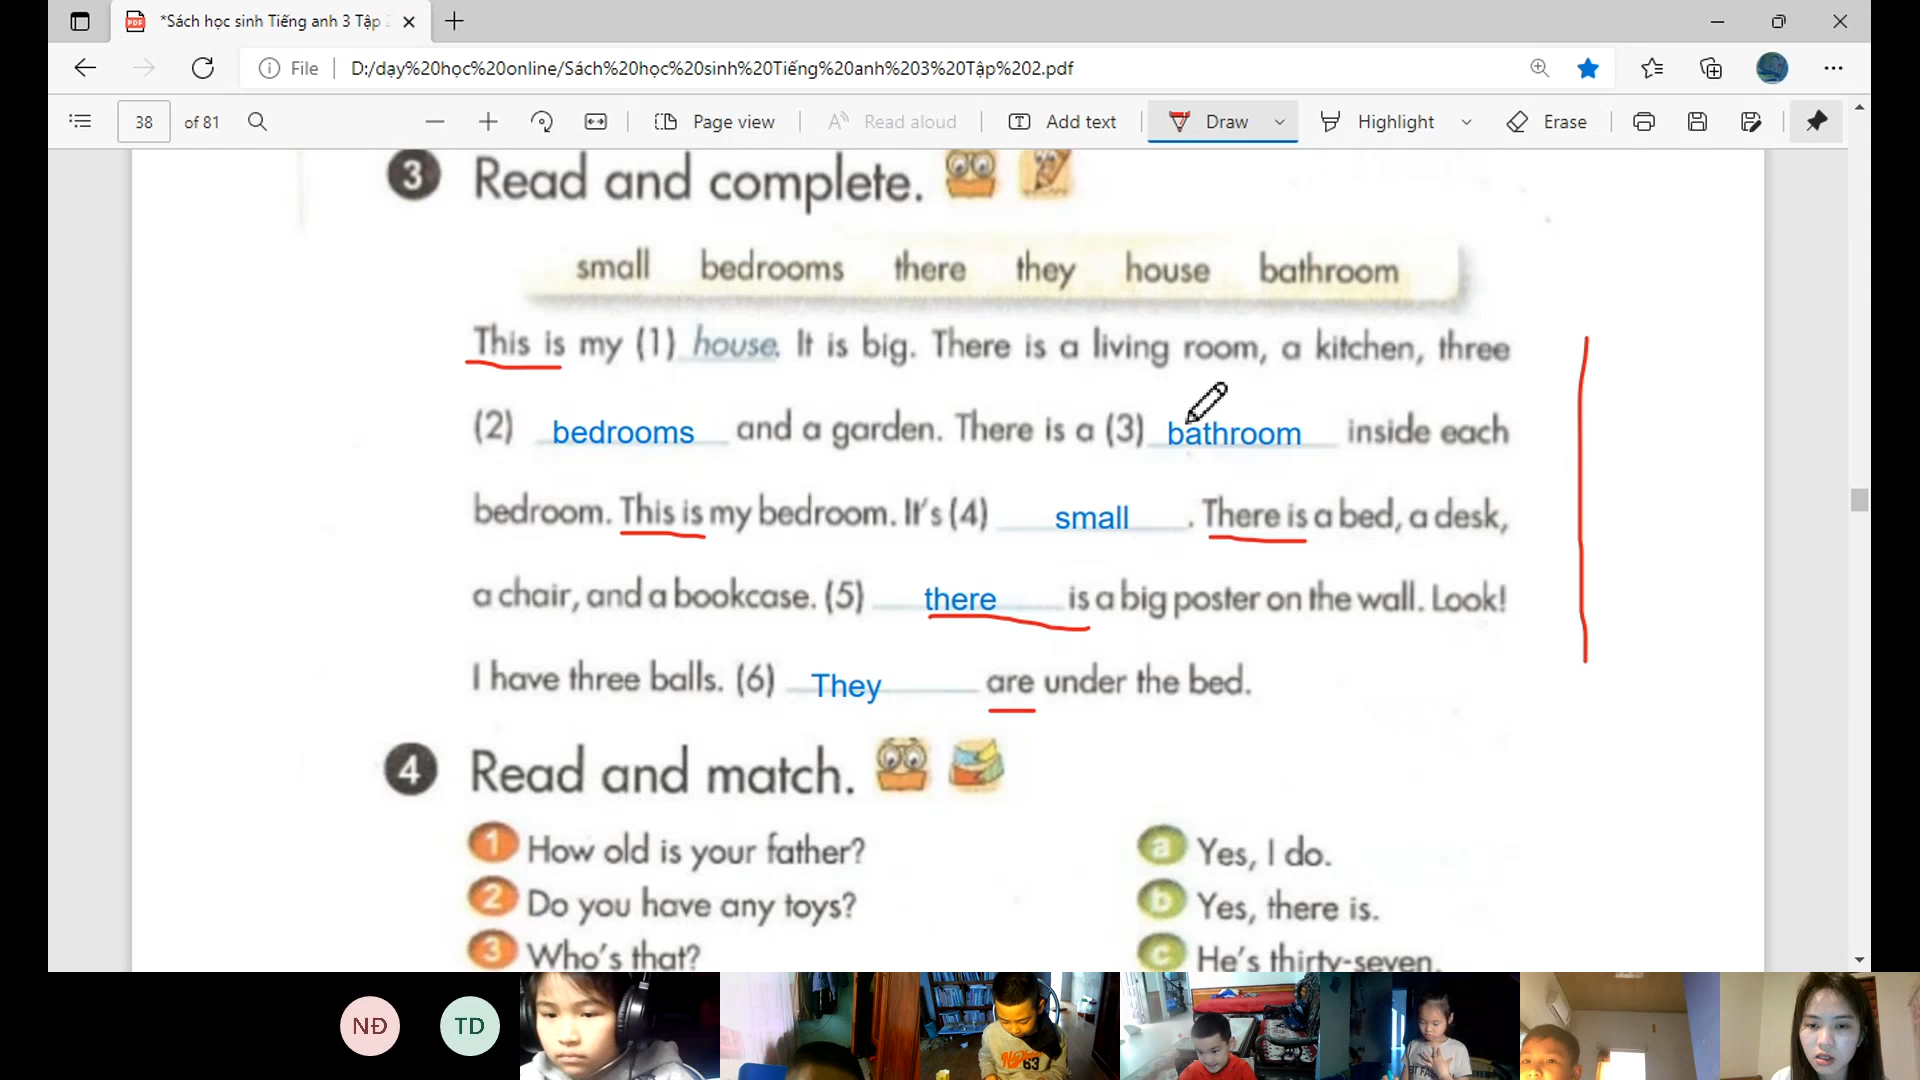 *Sách học sinh Tiếng anh 3 Tập 2
File D:/dạy%20học%20online/Sách%20học%20sinh%20Tiếng%20anh%203%20Tập%202.pdf
38 of 81 Page view Read aloud Add text Draw Highlight Erase
3 Read and complete.
small bedrooms there they house bathroom
This is my (1) house. It is big. There is a living room, a kitchen, three
(2) bedrooms and a garden. There is a (3) bathroom inside each
bedroom. This is my bedroom. It's (4) small . There is a bed, a desk,
a chair, and a bookcase. (5) there is a big poster on the wall. Look!
I have three balls. (6) They are under the bed.
4 Read and match.
1 How old is your father?
a Yes, I do.
2 Do you have any toys?
b Yes, there is.
3 Who's that?
c He's thirty-seven.
NĐ TD
63